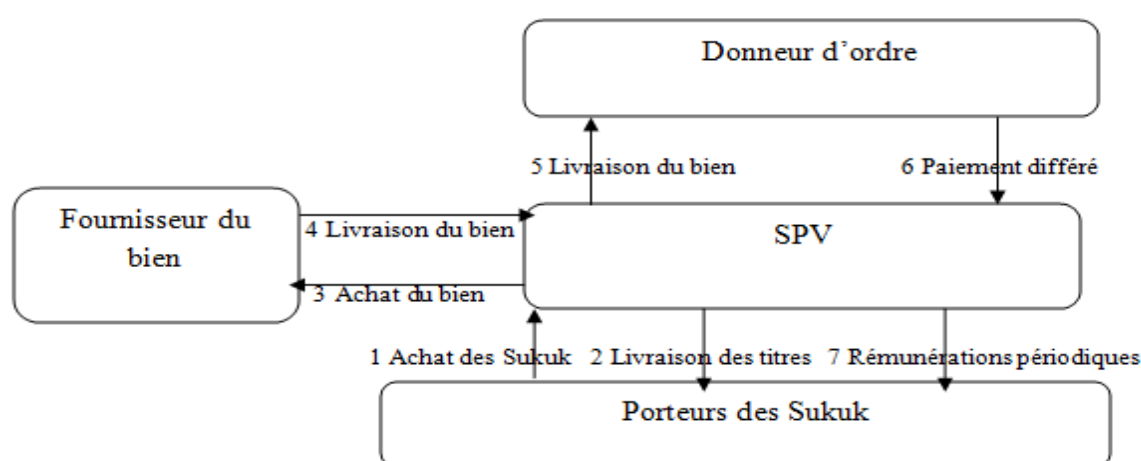 Donneur d’ordre
5 Livraison du bien
6 Paiement différé
Fournisseur du
bien
4 Livraison du bien
SPV
3 Achat du bien
1 Achat des Sukuk
2 Livraison des titres
7 Rémunérations périodiques
Porteurs des Sukuk